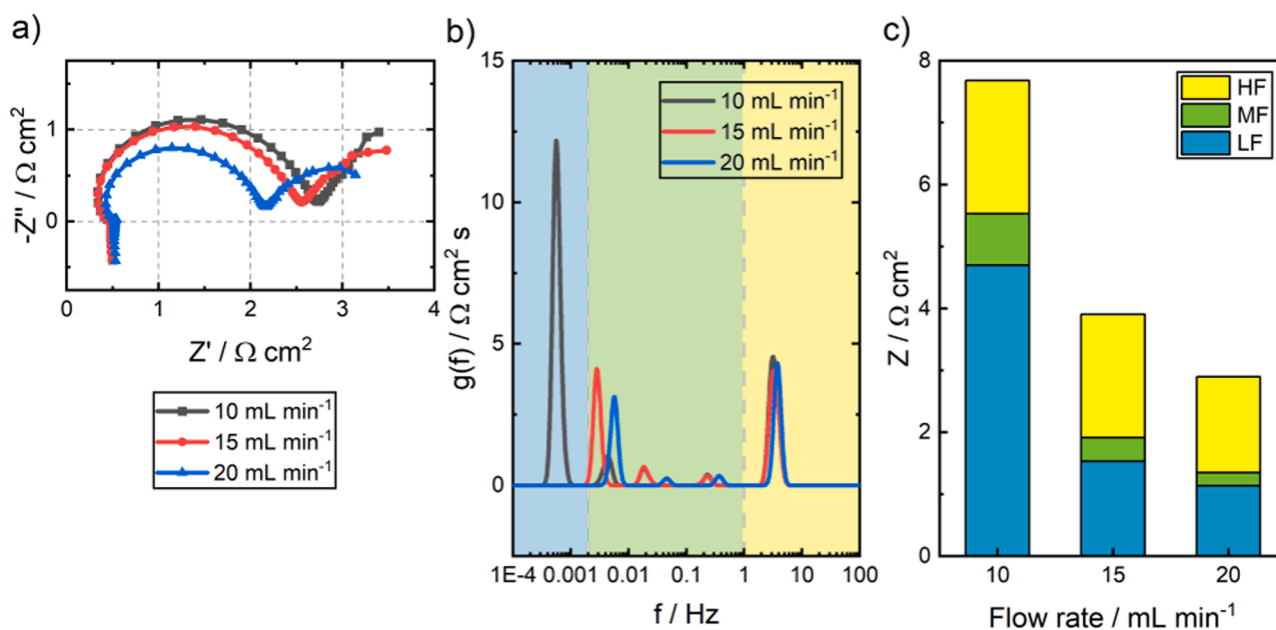 a)
-Z" / Ω cm²
1
0
0 1 2 3 4
Z' / Ω cm²
10 mL min⁻¹
15 mL min⁻¹
20 mL min⁻¹
b)
g(f) / Ω cm² s
15
10
5
0
10 mL min⁻¹
15 mL min⁻¹
20 mL min⁻¹
1E-4 0.001 0.01 0.1 1 10 100
f / Hz
c)
Z / Ω cm²
8
6
4
2
0
HF
MF
LF
10 15 20
Flow rate / mL min⁻¹